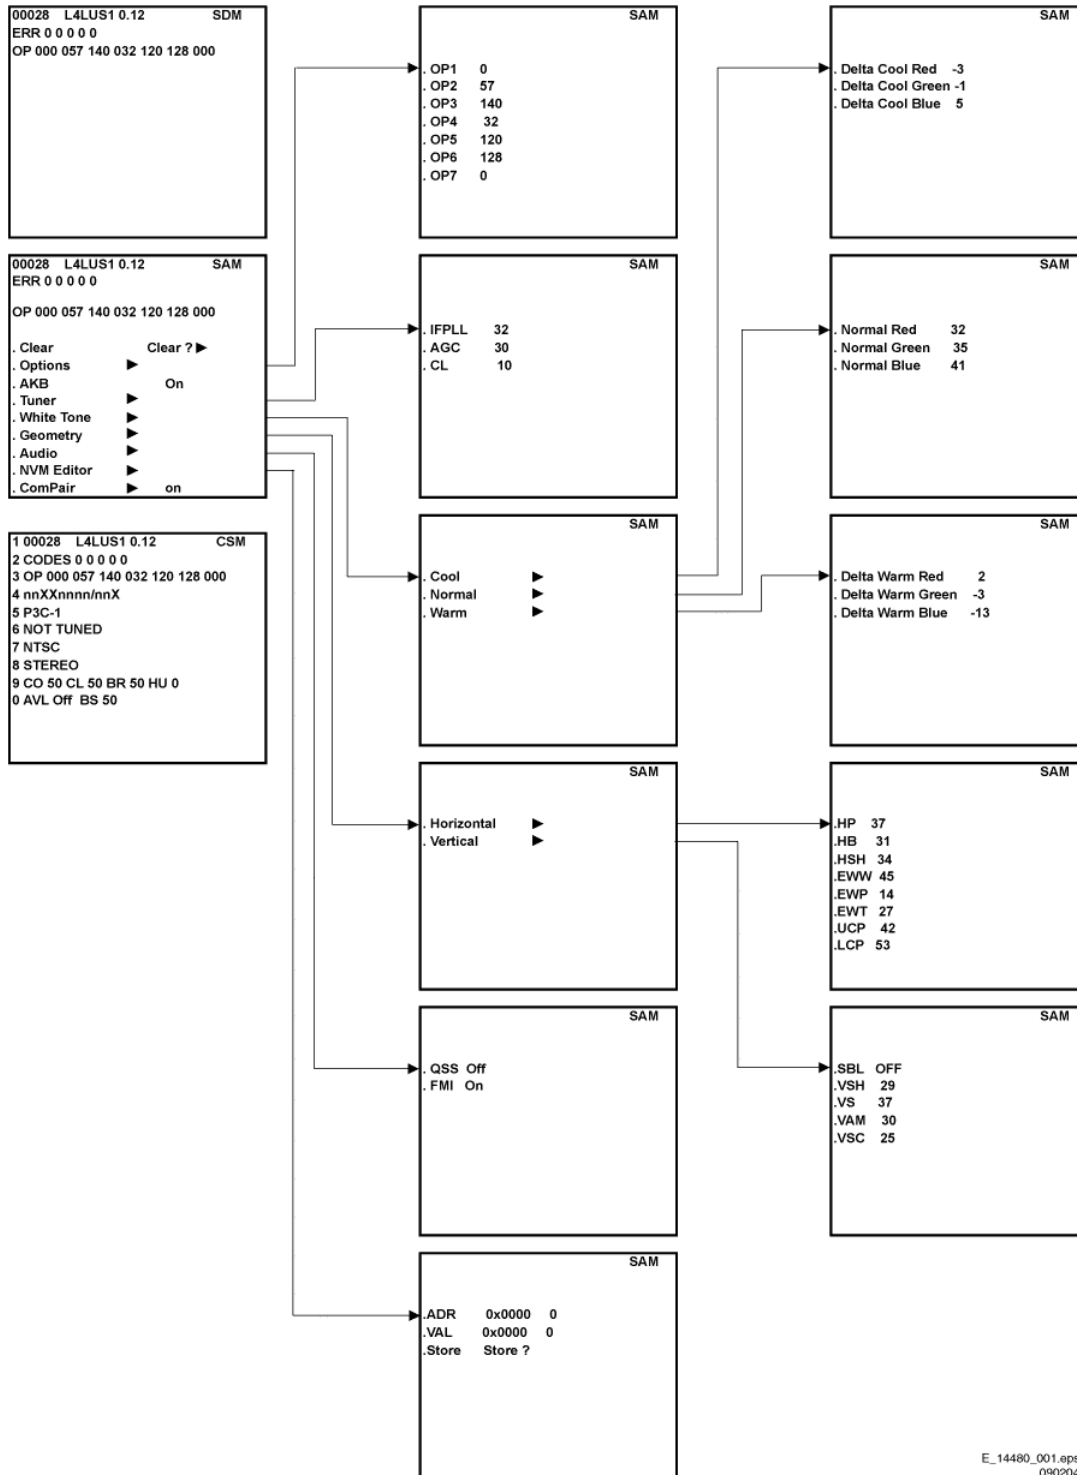 00028 L4LUS1 0.12 SDM
ERR 0 0 0 0 0
OP 000 057 140 032 120 128 000
00028 L4LUS1 0.12 SAM
ERR 0 0 0 0 0
OP 000 057 140 032 120 128 000
. Clear Clear ? ▶
. Options ▶
. AKB On
. Tuner ▶
. White Tone ▶
. Geometry ▶
. Audio ▶
. NVM Editor ▶
. ComPair ▶ on
1 00028 L4LUS1 0.12 CSM
2 CODES 0 0 0 0 0
3 OP 000 057 140 032 120 128 000
4 nnXXnnnn/nnX
5 P3C-1
6 NOT TUNED
7 NTSC
8 STEREO
9 CO 50 CL 50 BR 50 HU 0
0 AVL Off BS 50
SAM
. OP1 0
. OP2 57
. OP3 140
. OP4 32
. OP5 120
. OP6 128
. OP7 0
SAM
. IFPLL 32
. AGC 30
. CL 10
SAM
. Cool ▶
. Normal ▶
. Warm ▶
SAM
. Horizontal ▶
. Vertical ▶
SAM
. QSS Off
. FMI On
SAM
.ADR 0x0000 0
.VAL 0x0000 0
.Store Store ?
SAM
. Delta Cool Red -3
. Delta Cool Green -1
. Delta Cool Blue 5
SAM
. Normal Red 32
. Normal Green 35
. Normal Blue 41
SAM
. Delta Warm Red 2
. Delta Warm Green -3
. Delta Warm Blue -13
SAM
.HP 37
.HB 31
.HSH 34
.EWW 45
.EWP 14
.EWT 27
.UCP 42
.LCP 53
SAM
.SBL OFF
.VSH 29
.VS 37
.VAM 30
.VSC 25
E_14480_001.eps
090204